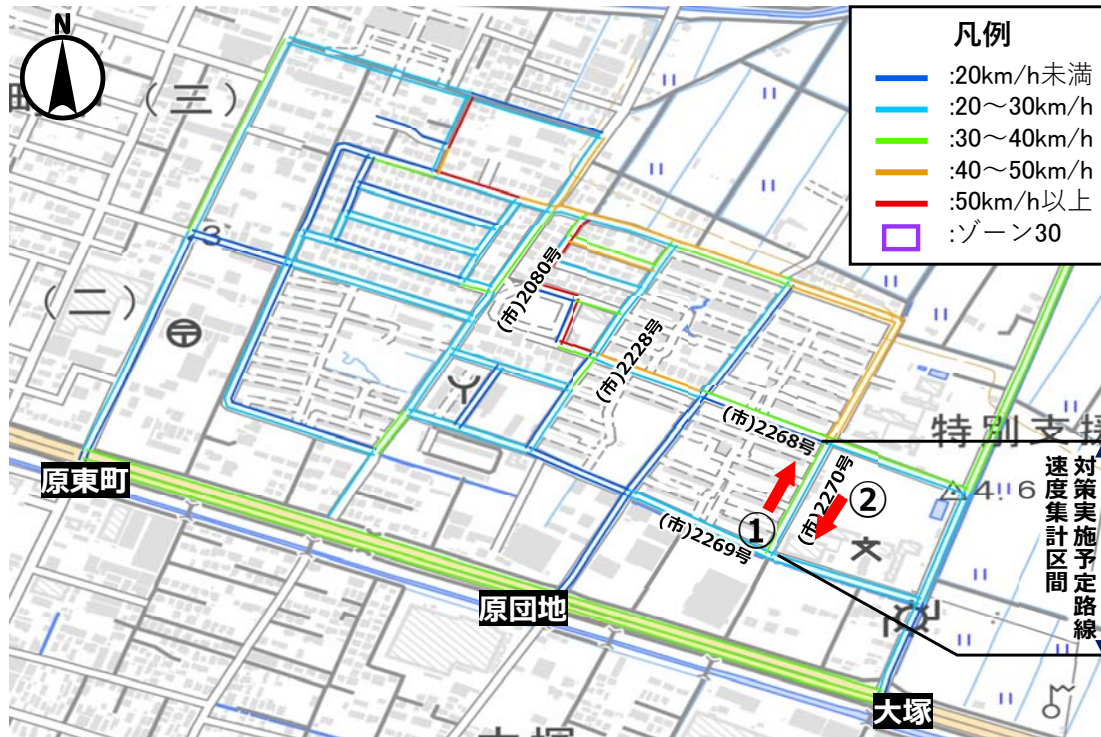 N
凡例
:20km/h未満
:20～30km/h
:30～40km/h
:40～50km/h
:50km/h以上
:ゾーン30
(三)
3
(二)
(市)2080号
(市)2228号
(市)2268号
(市)2270号
(市)2269号
①
②
特別支援
4.6
対策実施予定路線
速度集計区間
原東町
原団地
大塚